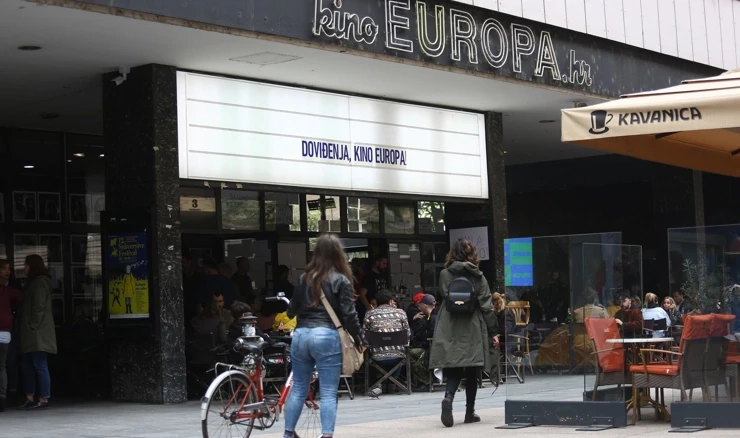 kino EUROPA.hr
DOVIĐENJA, KINO EUROPA!
KAVANICA
3